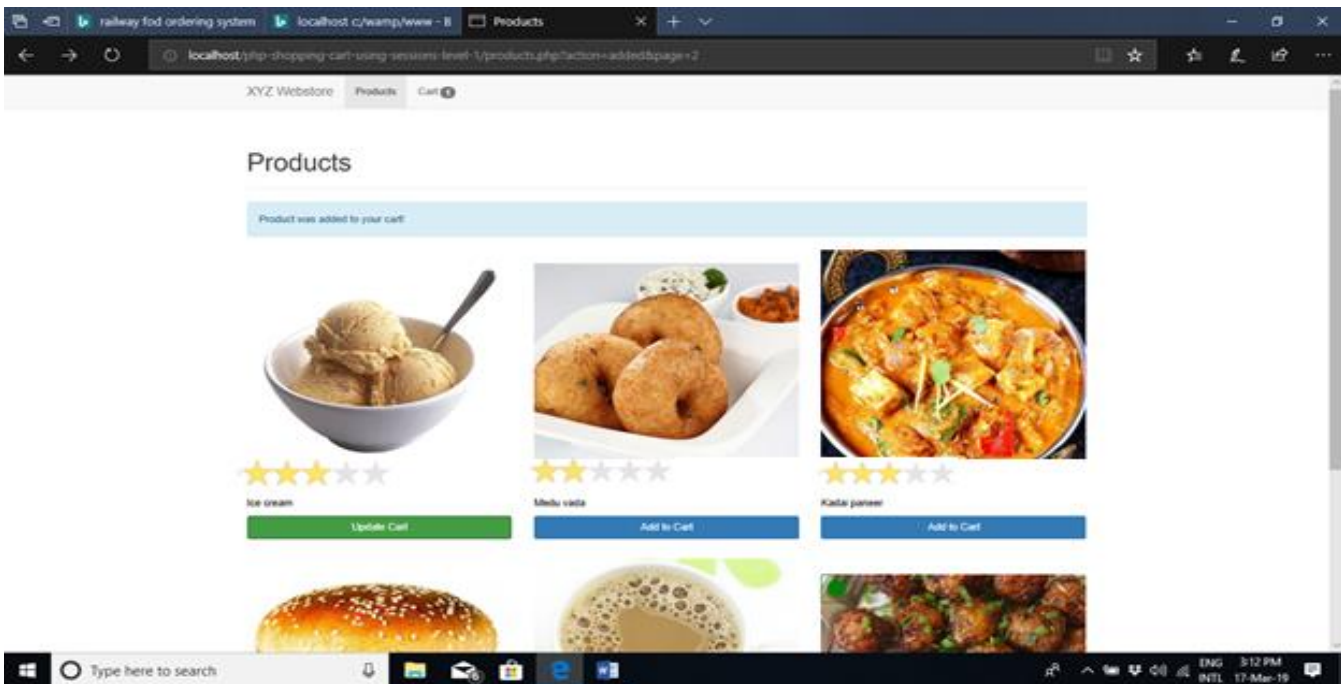 railway fod ordering system
localhost c:/wamp/www - B
Products
localhost/php-shopping-cart-using-sessions-level-1/products.php?action=added&page=2
XYZ Webstore Products Cart
Products
Product was added to your cart!
Ice cream Medu vada Kadai paneer
Update Cart Add to Cart Add to Cart
Type here to search
ENG 3:12 PM
INTL 17-Mar-19